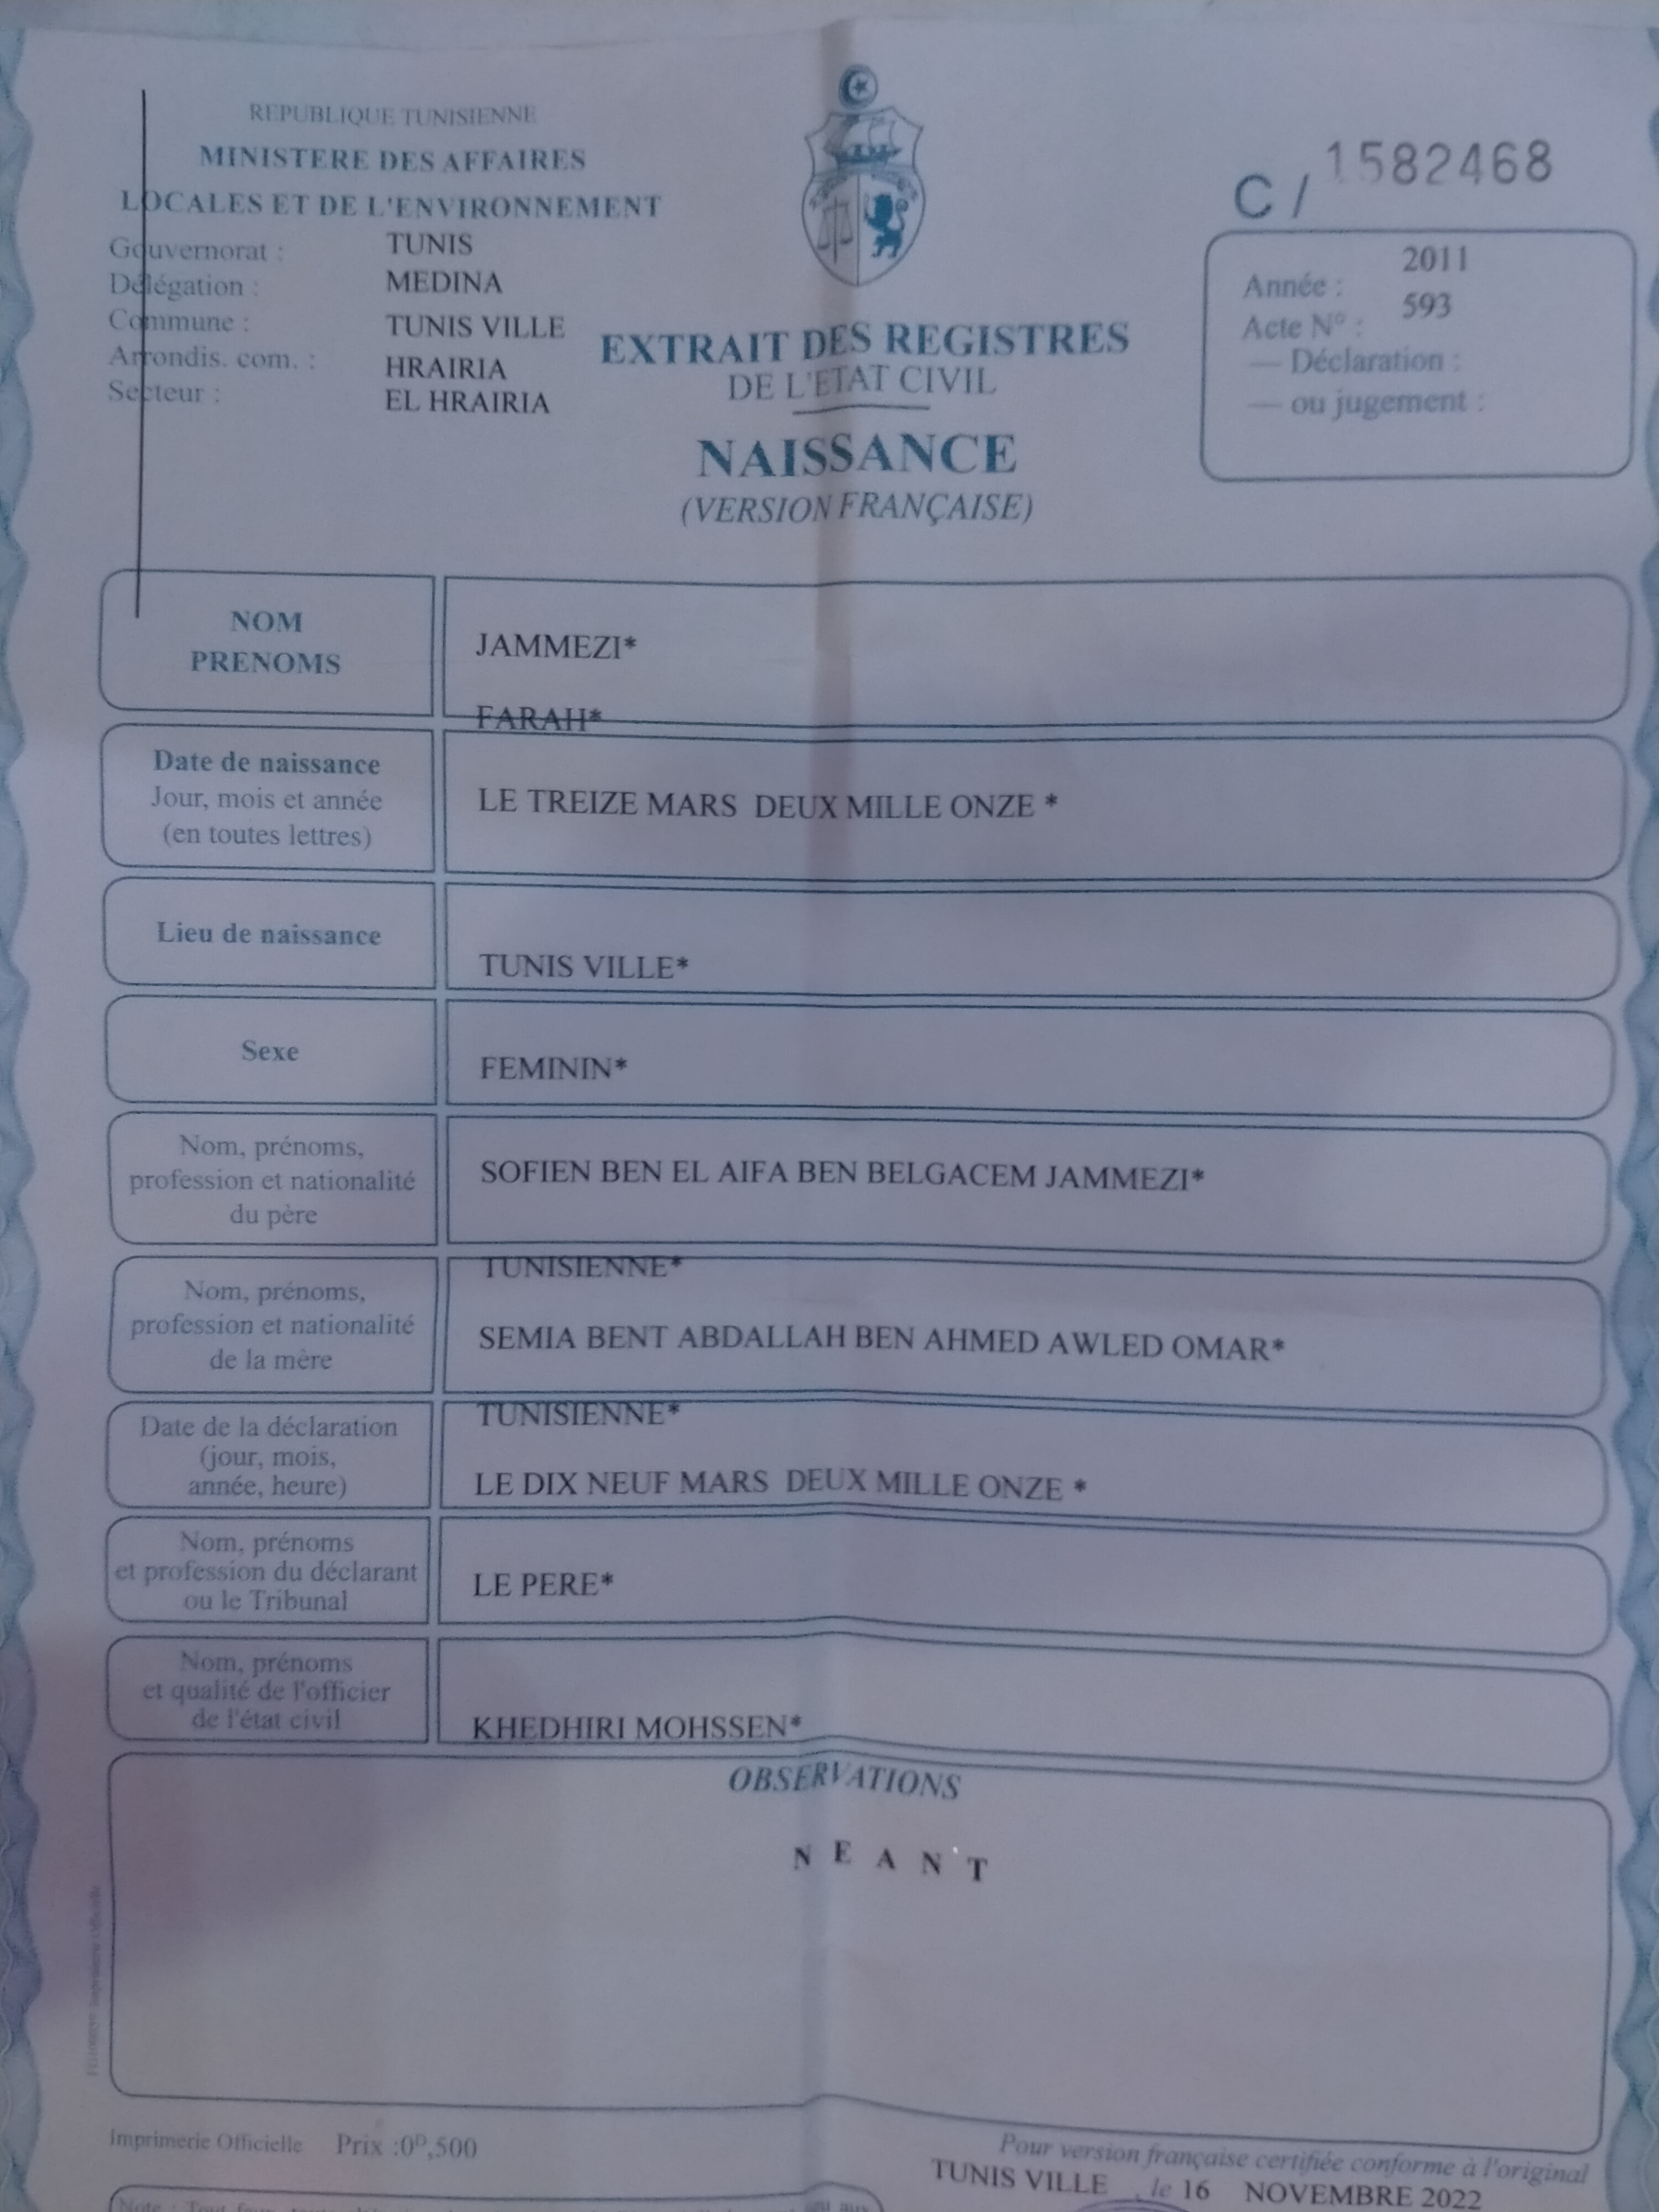 REPUBLIQUE TUNISIENNE
MINISTERE DES AFFAIRES
LOCALES ET DE L'ENVIRONNEMENT
Gouvernorat : TUNIS
Délégation : MEDINA
Commune : TUNIS VILLE
Arrondis. com. : HRAIRIA
Secteur : EL HRAIRIA
C / 1582468
Année : 2011
Acte N° : 593
— Déclaration :
— ou jugement :
EXTRAIT DES REGISTRES
DE L'ETAT CIVIL
NAISSANCE
(VERSION FRANÇAISE)
NOM
PRENOMS
JAMMEZI*
FARAH*
Date de naissance
Jour, mois et année
(en toutes lettres)
LE TREIZE MARS DEUX MILLE ONZE *
Lieu de naissance
TUNIS VILLE*
Sexe
FEMININ*
Nom, prénoms,
profession et nationalité
du père
SOFIEN BEN EL AIFA BEN BELGACEM JAMMEZI*
TUNISIENNE*
Nom, prénoms,
profession et nationalité
de la mère
SEMIA BENT ABDALLAH BEN AHMED AWLED OMAR*
TUNISIENNE*
Date de la déclaration
(jour, mois,
année, heure)
LE DIX NEUF MARS DEUX MILLE ONZE *
Nom, prénoms
et profession du déclarant
ou le Tribunal
LE PERE*
Nom, prénoms
et qualité de l'officier
de l'état civil
KHEDHIRI MOHSSEN*
OBSERVATIONS
N E A N T
Imprimerie Officielle Prix :0ᴰ,500
Pour version française certifiée conforme à l'original
TUNIS VILLE , le 16 NOVEMBRE 2022
Note : Tout